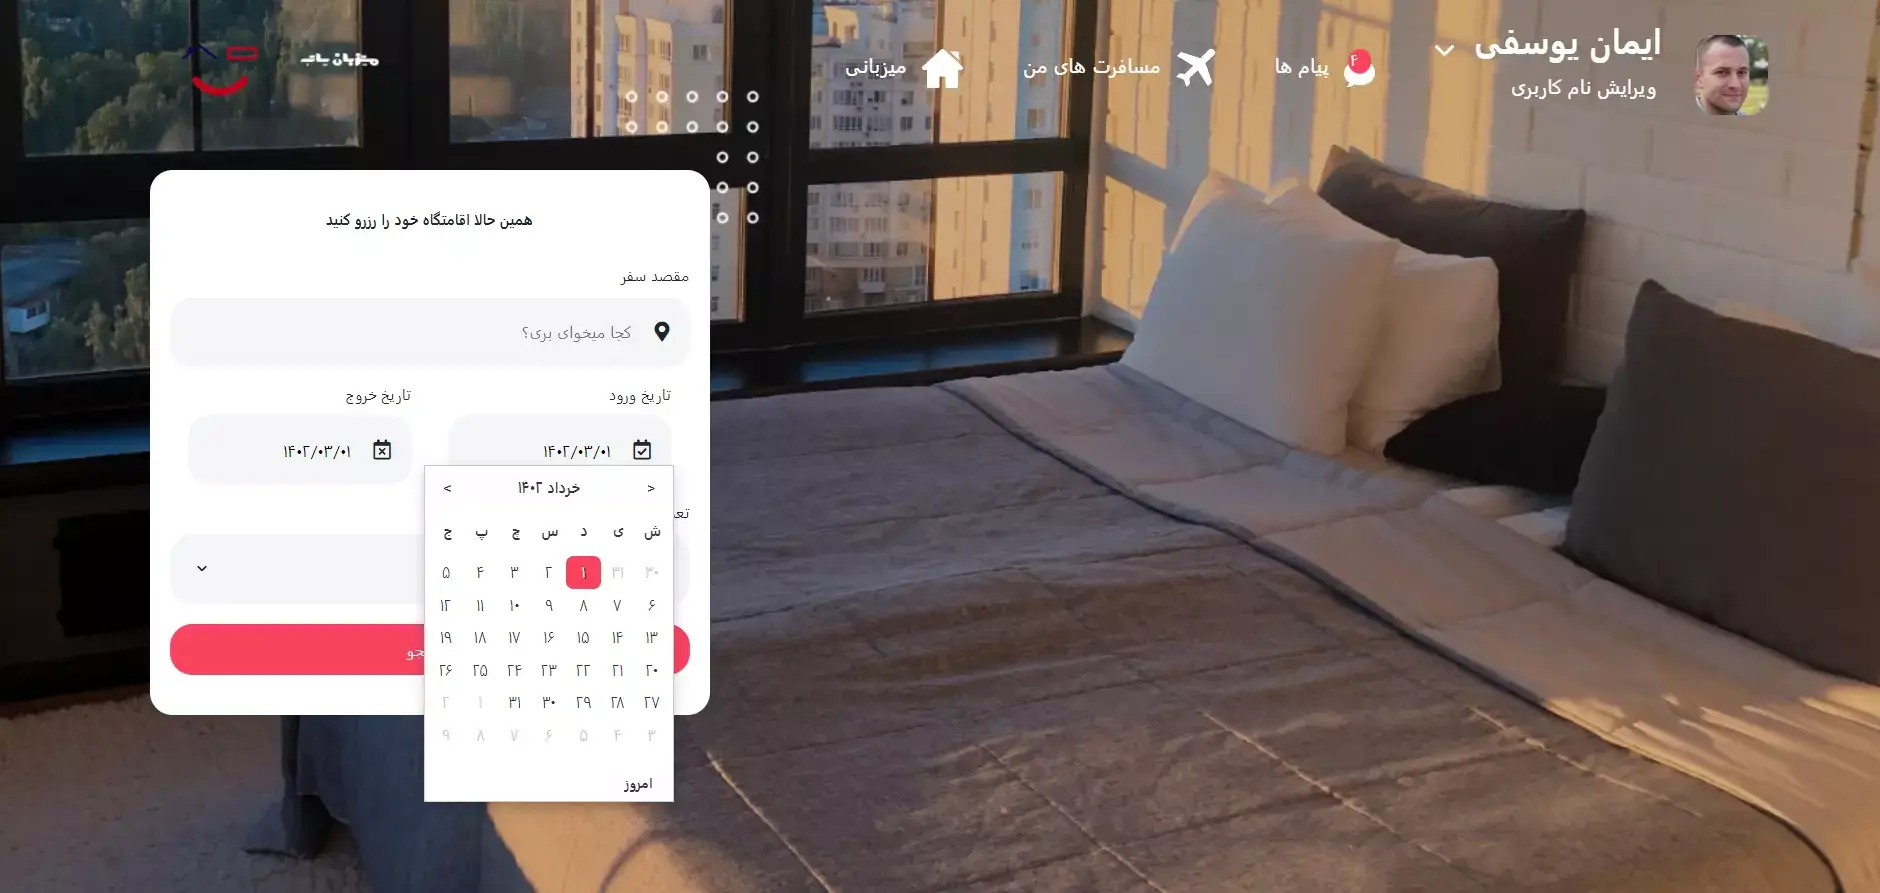 ایمان یوسفی
ویرایش نام کاربری
۴
پیام ها
مسافرت های من
میزبانی
میزبان یاب
همین حالا اقامتگاه خود را رزرو کنید
مقصد سفر
کجا میخوای بری؟
تاریخ ورود
تاریخ خروج
۱۴۰۲/۰۳/۰۱
۱۴۰۲/۰۳/۰۱
< خرداد ۱۴۰۲ >
ش ی د س چ پ ج
۳۰ ۳۱ ۱ ۲ ۳ ۴ ۵
۶ ۷ ۸ ۹ ۱۰ ۱۱ ۱۲
۱۳ ۱۴ ۱۵ ۱۶ ۱۷ ۱۸ ۱۹
۲۰ ۲۱ ۲۲ ۲۳ ۲۴ ۲۵ ۲۶
۲۷ ۲۸ ۲۹ ۳۰ ۳۱ ۱ ۲
۳ ۴ ۵ ۶ ۷ ۸ ۹
امروز